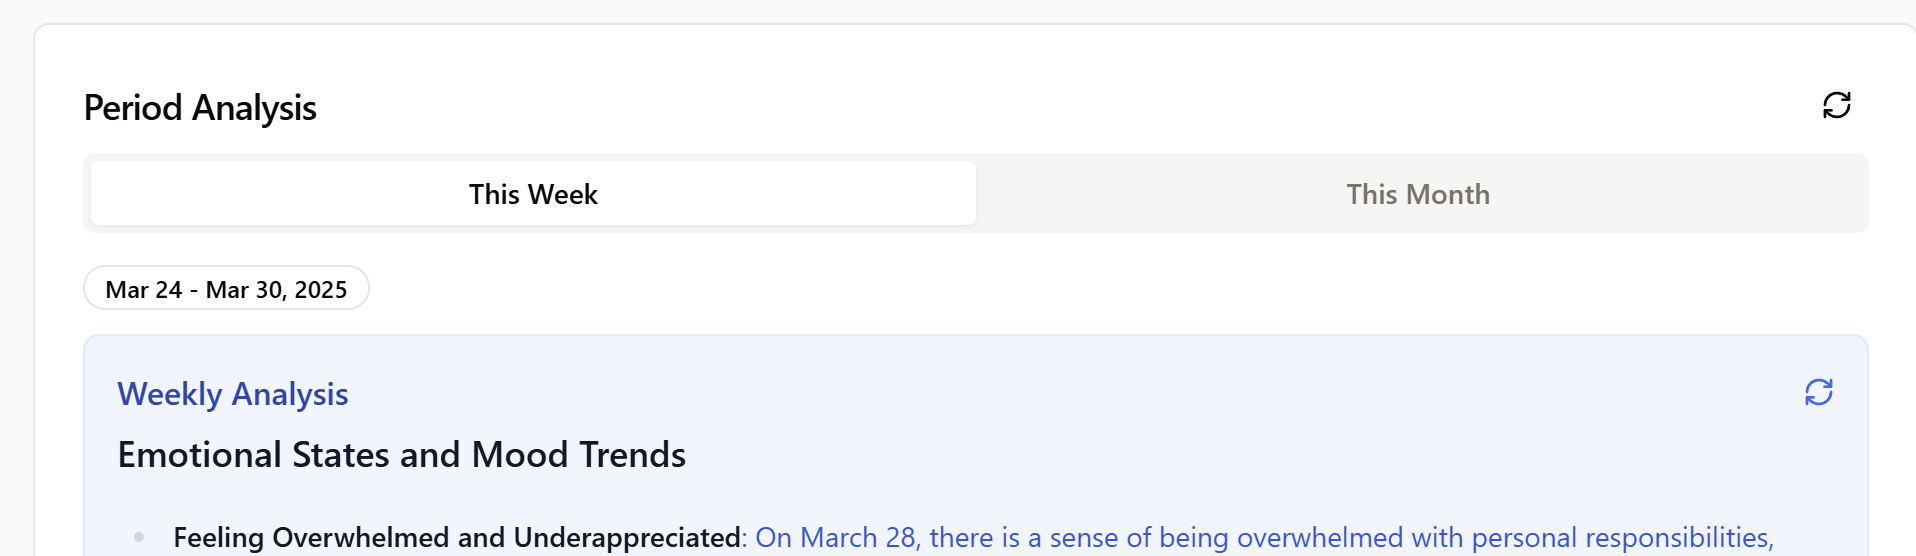 Period Analysis
This Week
This Month
Mar 24 - Mar 30, 2025
Weekly Analysis
Emotional States and Mood Trends
Feeling Overwhelmed and Underappreciated: On March 28, there is a sense of being overwhelmed with personal responsibilities,